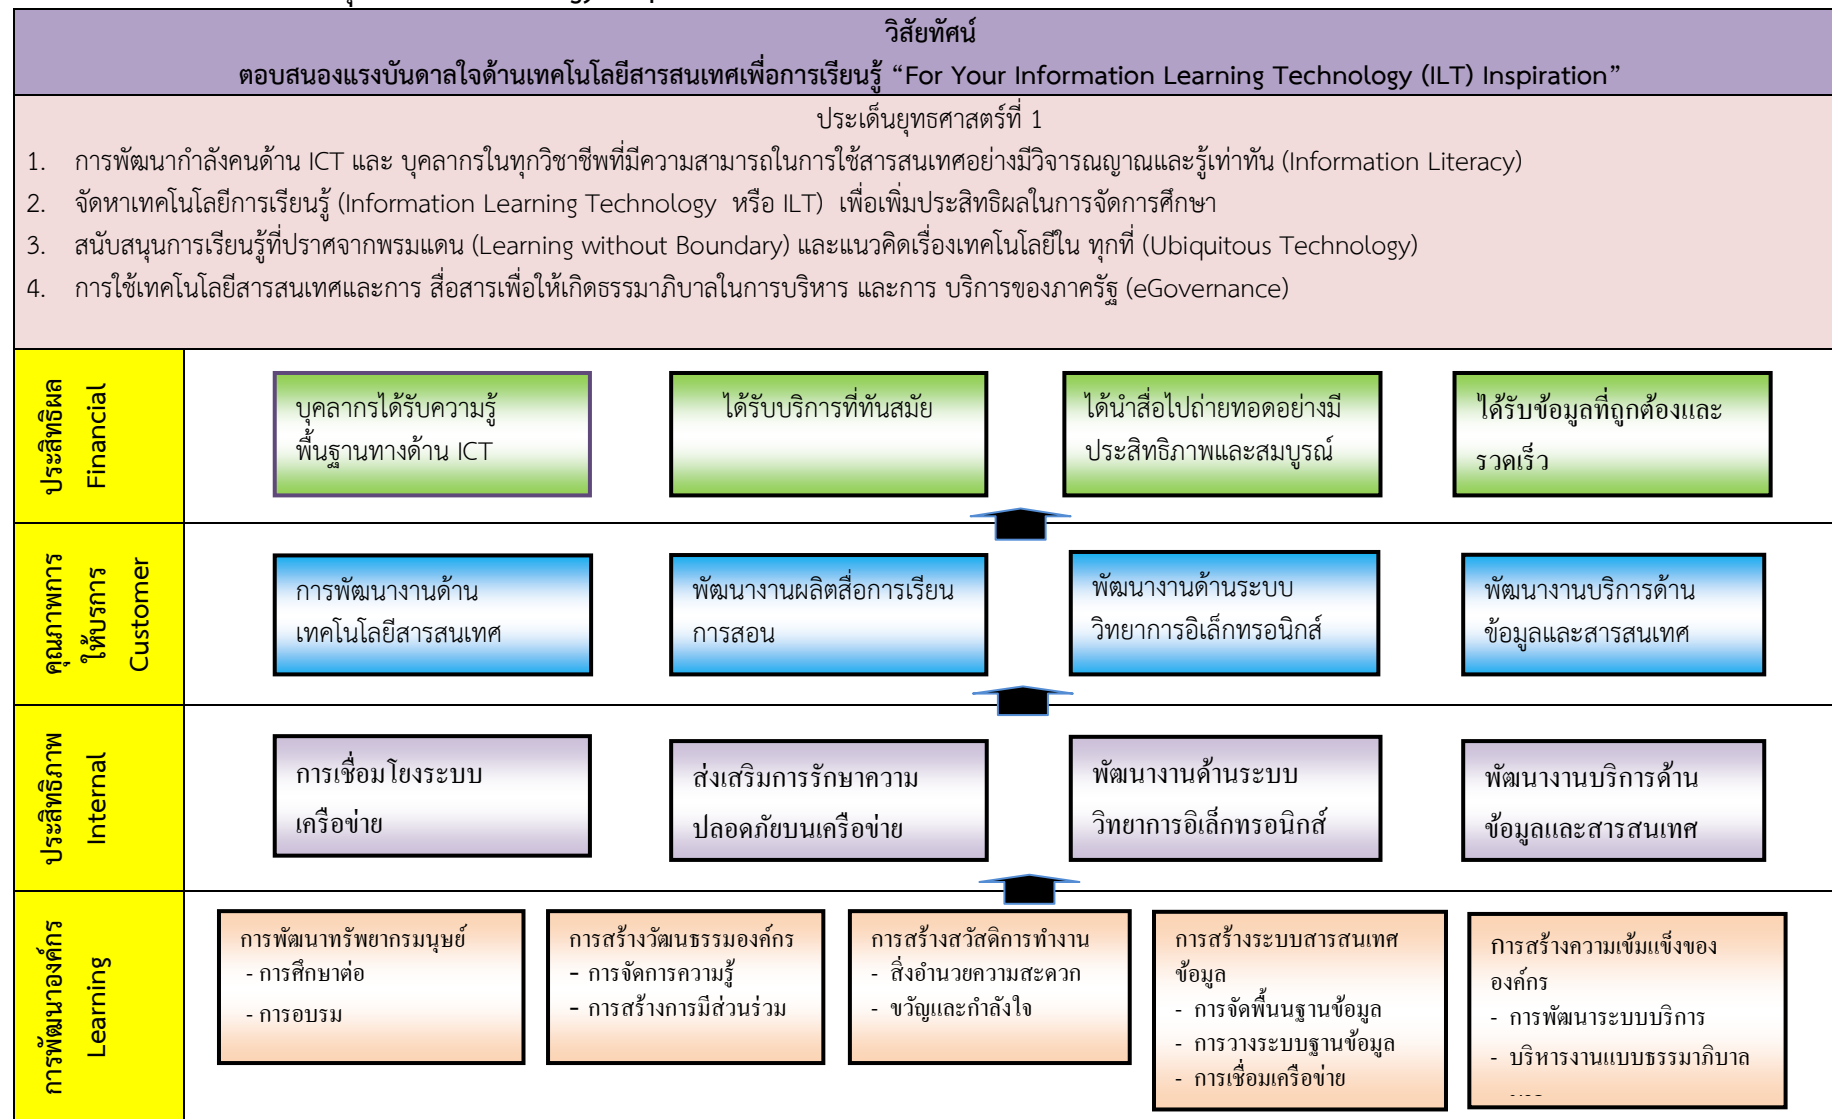 วิสัยทัศน์
ตอบสนองแรงบันดาลใจด้านเทคโนโลยีสารสนเทศเพื่อการเรียนรู้ “For Your Information Learning Technology (ILT) Inspiration”
ประเด็นยุทธศาสตร์ที่ 1
1. การพัฒนากำลังคนด้าน ICT และ บุคลากรในทุกวิชาชีพที่มีความสามารถในการใช้สารสนเทศอย่างมีวิจารณญาณและรู้เท่าทัน (Information Literacy)
2. จัดหาเทคโนโลยีการเรียนรู้ (Information Learning Technology หรือ ILT) เพื่อเพิ่มประสิทธิผลในการจัดการศึกษา
3. สนับสนุนการเรียนรู้ที่ปราศจากพรมแดน (Learning without Boundary) และแนวคิดเรื่องเทคโนโลยีใน ทุกที่ (Ubiquitous Technology)
4. การใช้เทคโนโลยีสารสนเทศและการ สื่อสารเพื่อให้เกิดธรรมาภิบาลในการบริหาร และการ บริการของภาครัฐ (eGovernance)
ประสิทธิผล
Financial
บุคลากรได้รับความรู้
พื้นฐานทางด้าน ICT
ได้รับบริการที่ทันสมัย
ได้นำสื่อไปถ่ายทอดอย่างมี
ประสิทธิภาพและสมบูรณ์
ได้รับข้อมูลที่ถูกต้องและ
รวดเร็ว
คุณภาพการ
ให้บริการ
Customer
การพัฒนางานด้าน
เทคโนโลยีสารสนเทศ
พัฒนางานผลิตสื่อการเรียน
การสอน
พัฒนางานด้านระบบ
วิทยาการอิเล็กทรอนิกส์
พัฒนางานบริการด้าน
ข้อมูลและสารสนเทศ
ประสิทธิภาพ
Internal
การเชื่อมโยงระบบ
เครือข่าย
ส่งเสริมการรักษาความ
ปลอดภัยบนเครือข่าย
พัฒนางานด้านระบบ
วิทยาการอิเล็กทรอนิกส์
พัฒนางานบริการด้าน
ข้อมูลและสารสนเทศ
การพัฒนาองค์กร
Learning
การพัฒนาทรัพยากรมนุษย์
- การศึกษาต่อ
- การอบรม
การสร้างวัฒนธรรมองค์กร
- การจัดการความรู้
- การสร้างการมีส่วนร่วม
การสร้างสวัสดิการทำงาน
- สิ่งอำนวยความสะดวก
- ขวัญและกำลังใจ
การสร้างระบบสารสนเทศ
ข้อมูล
- การจัดพื้นนฐานข้อมูล
- การวางระบบฐานข้อมูล
- การเชื่อมเครือข่าย
การสร้างความเข้มแข็งของ
องค์กร
- การพัฒนาระบบบริการ
- บริหารงานแบบธรรมาภิบาล